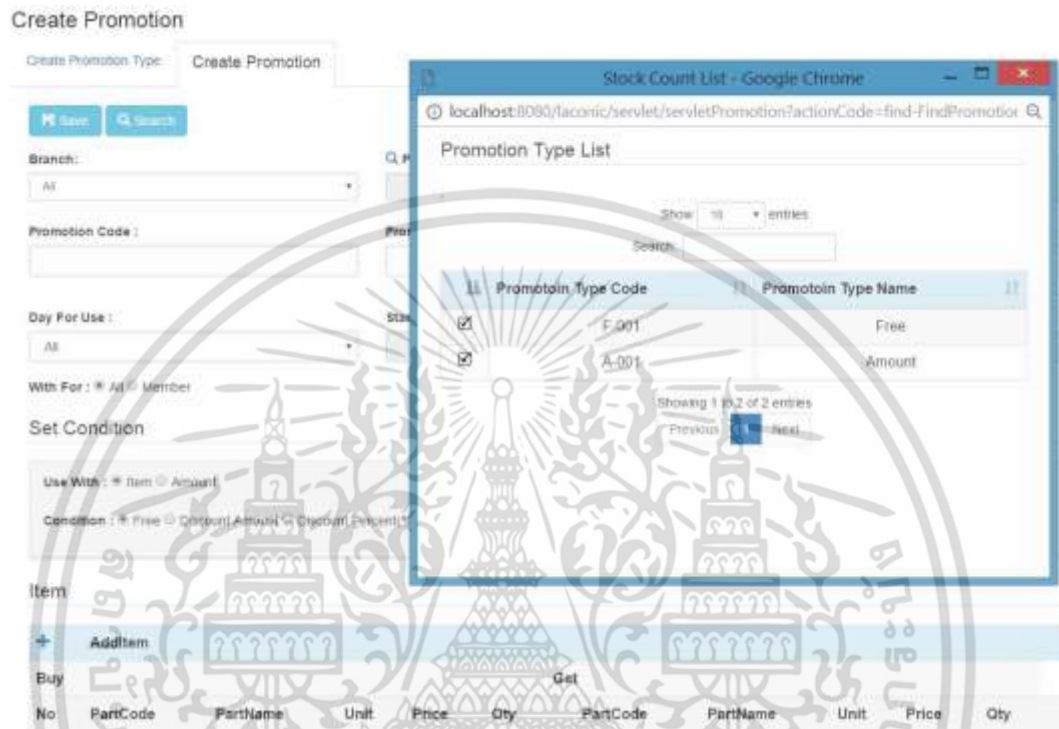 Create Promotion
Create Promotion Type
Create Promotion
Save
Search
Branch:
All
Promotion Code :
Day For Use :
All
With For : All Member
Set Condition
Use With : Item Amount
Condition : Free Discount Amount Discount Percent
Item
+ AddItem
Buy Get
No PartCode PartName Unit Price Qty PartCode PartName Unit Price Qty
Stock Count List - Google Chrome
localhost:8080/laconic/servlet/servletPromotion?actionCode=find-FindPromotion
Promotion Type List
Show 10 entries
Search:
Promotoin Type Code Promotoin Type Name
F-001 Free
A-001 Amount
Showing 1 to 2 of 2 entries
Previous 1 Next